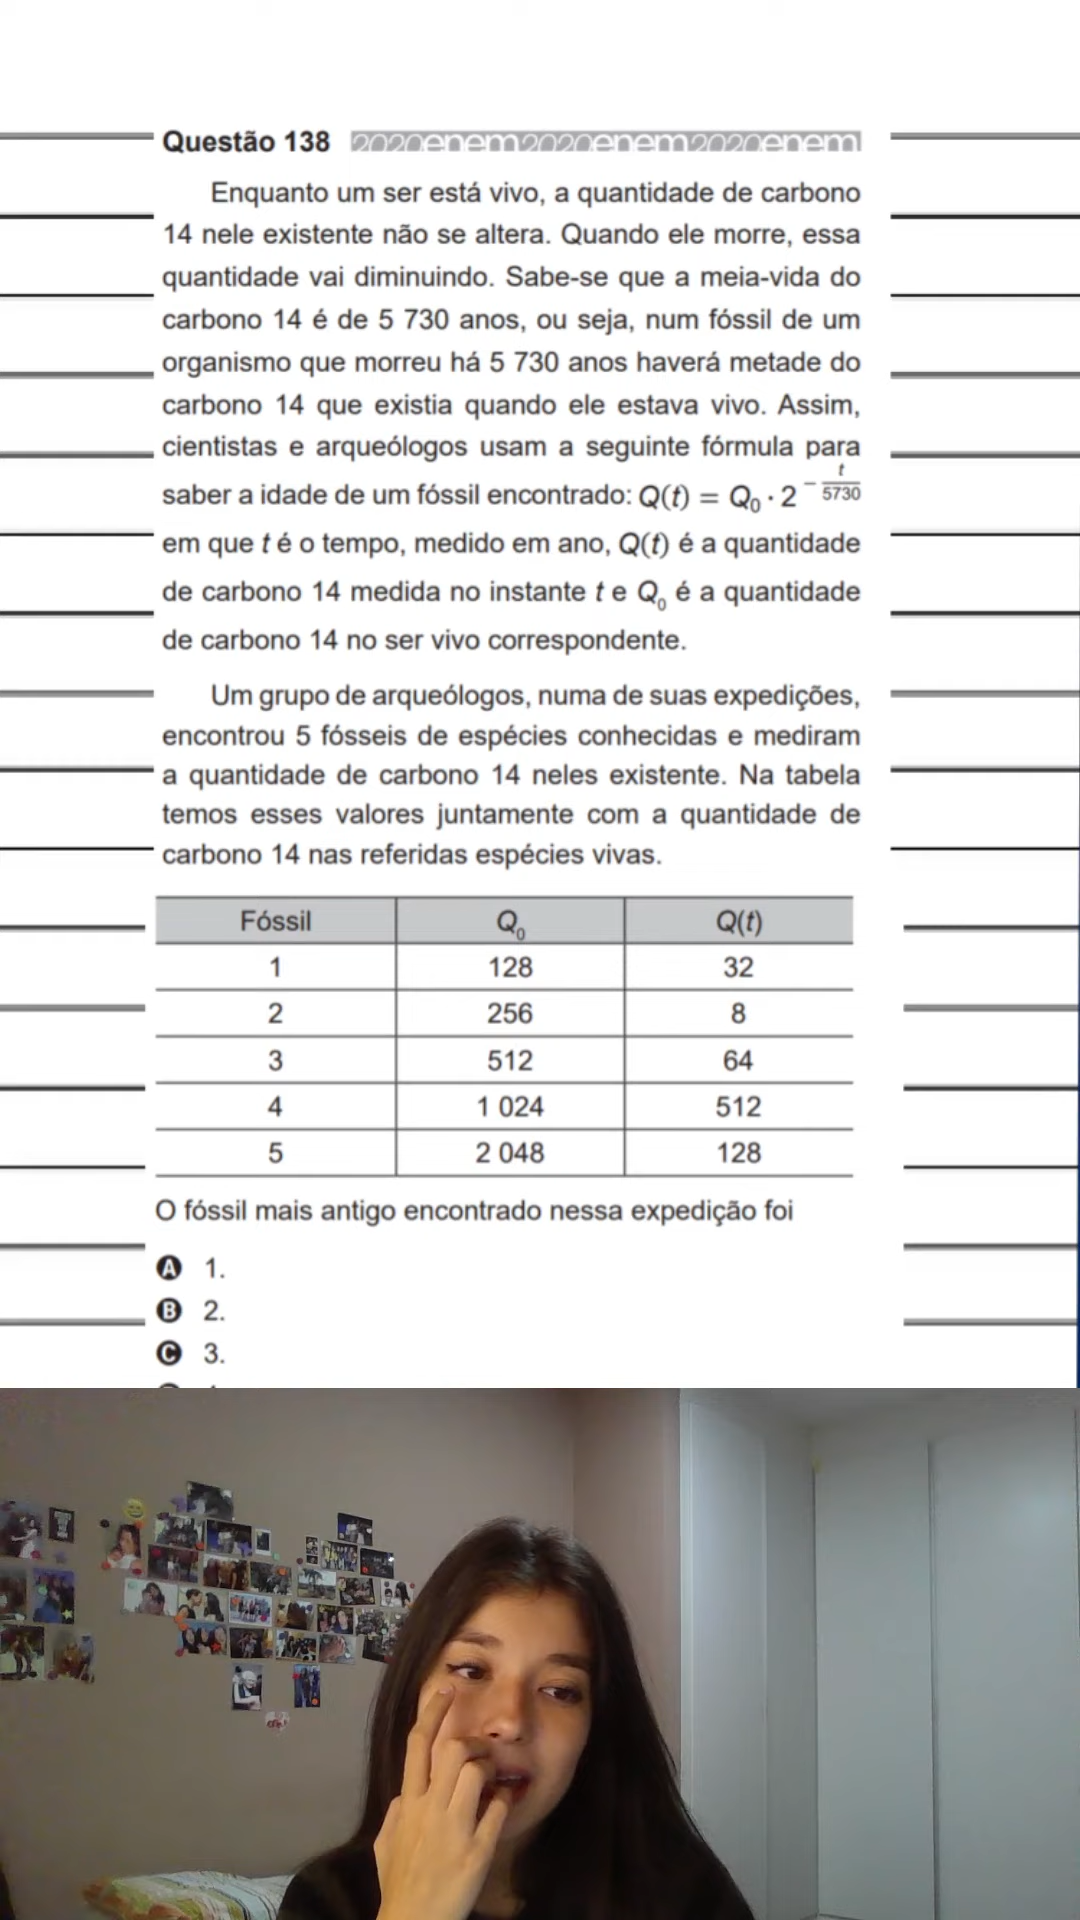 Questão 138 2020enem2020enem2020enem
Enquanto um ser está vivo, a quantidade de carbono
14 nele existente não se altera. Quando ele morre, essa
quantidade vai diminuindo. Sabe-se que a meia-vida do
carbono 14 é de 5 730 anos, ou seja, num fóssil de um
organismo que morreu há 5 730 anos haverá metade do
carbono 14 que existia quando ele estava vivo. Assim,
cientistas e arqueólogos usam a seguinte fórmula para
saber a idade de um fóssil encontrado: Q(t) = Q₀ · 2^(−t/5730)
em que t é o tempo, medido em ano, Q(t) é a quantidade
de carbono 14 medida no instante t e Q₀ é a quantidade
de carbono 14 no ser vivo correspondente.
Um grupo de arqueólogos, numa de suas expedições,
encontrou 5 fósseis de espécies conhecidas e mediram
a quantidade de carbono 14 neles existente. Na tabela
temos esses valores juntamente com a quantidade de
carbono 14 nas referidas espécies vivas.
Fóssil Q₀ Q(t)
1 128 32
2 256 8
3 512 64
4 1 024 512
5 2 048 128
O fóssil mais antigo encontrado nessa expedição foi
A 1.
B 2.
C 3.